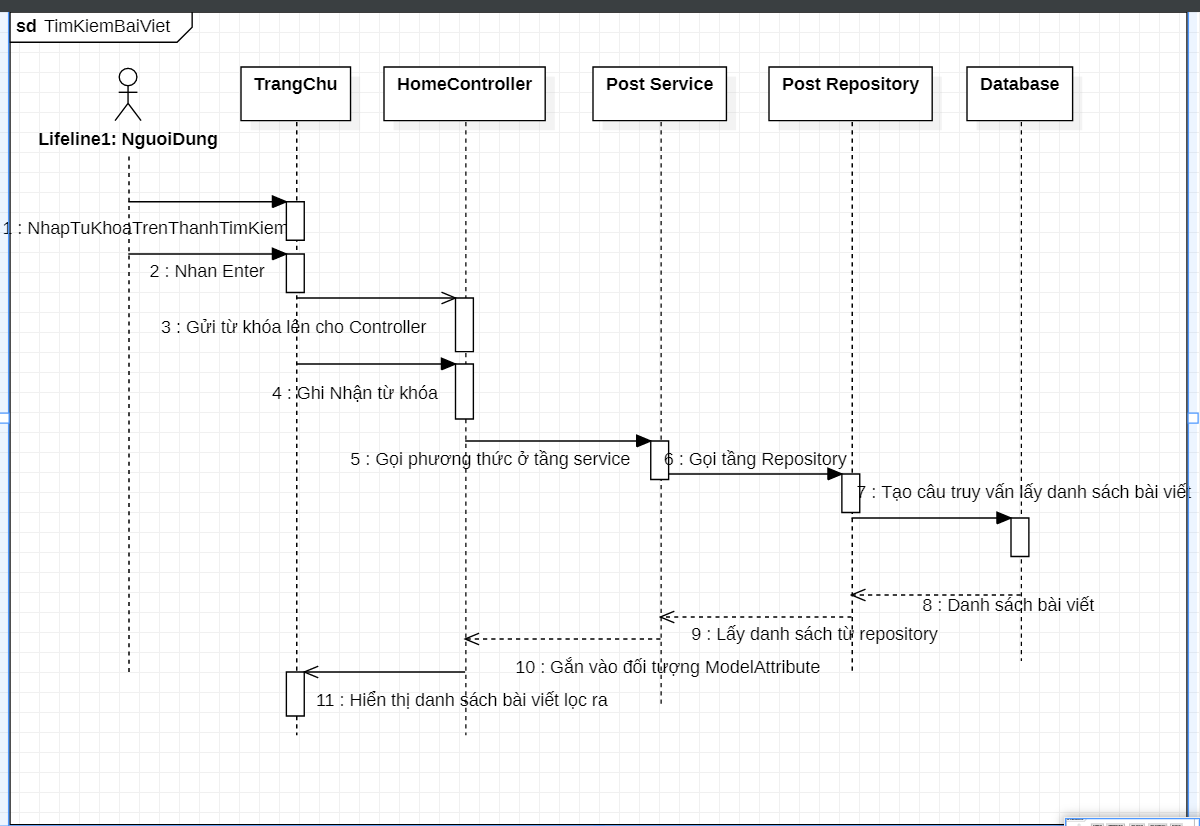 sd TimKiemBaiViet
TrangChu
HomeController
Post Service
Post Repository
Database
Lifeline1: NguoiDung
1 : NhapTuKhoaTrenThanhTimKiem
2 : Nhan Enter
3 : Gửi từ khóa lên cho Controller
4 : Ghi Nhận từ khóa
5 : Gọi phương thức ở tầng service
6 : Gọi tầng Repository
7 : Tạo câu truy vấn lấy danh sách bài viết
8 : Danh sách bài viết
9 : Lấy danh sách từ repository
10 : Gắn vào đối tượng ModelAttribute
11 : Hiển thị danh sách bài viết lọc ra